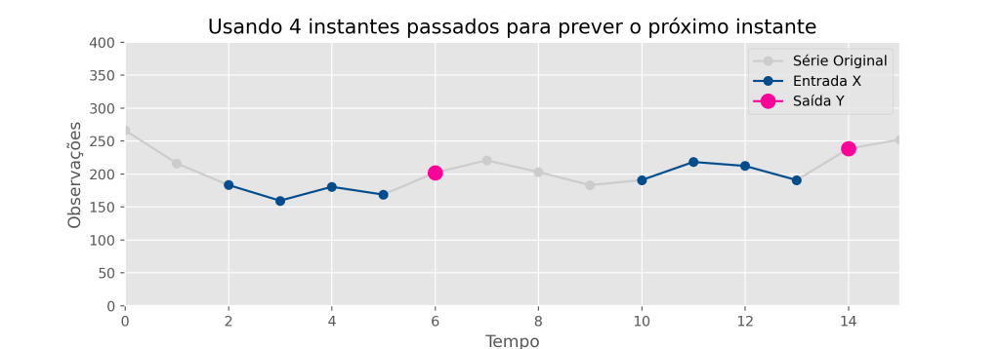 Usando 4 instantes passados para prever o próximo instante
400
350
300
250
200
150
100
50
0
Observações
Série Original
Entrada X
Saída Y
0 2 4 6 8 10 12 14
Tempo